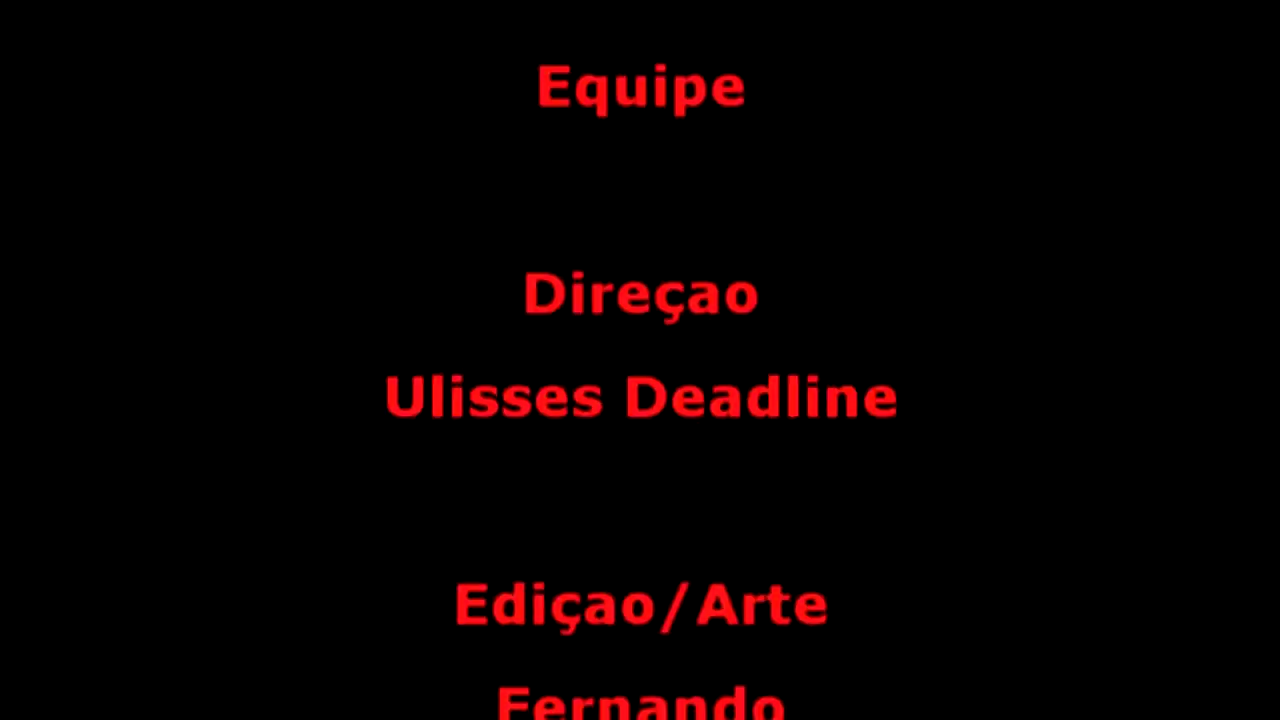 Equipe
Direçao
Ulisses Deadline
Ediçao/Arte
Fernando